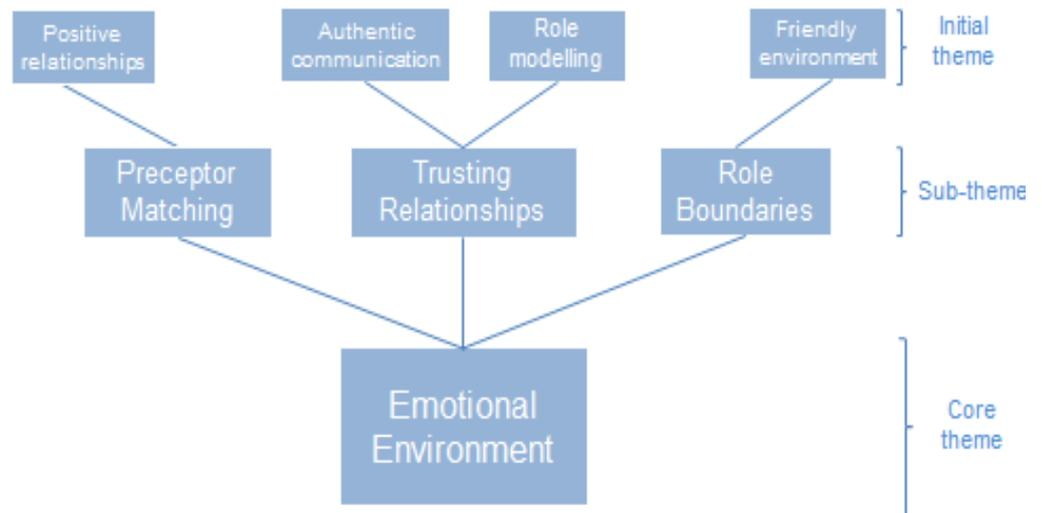 Positive
relationships
Authentic
communication
Role
modelling
Friendly
environment
Initial
theme
Preceptor
Matching
Trusting
Relationships
Role
Boundaries
Sub-theme
Emotional
Environment
Core
theme